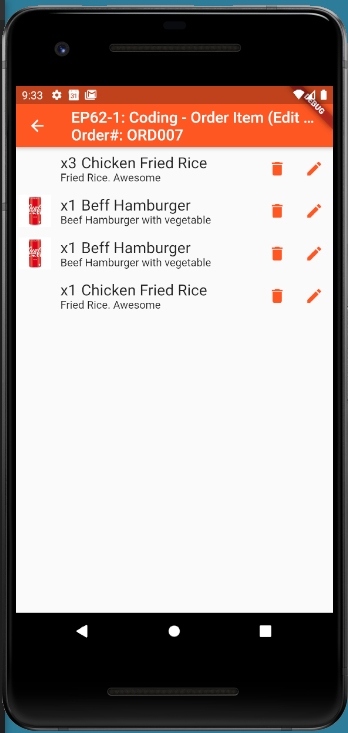 9:33
31
DEBUG
EP62-1: Coding - Order Item (Edit ...
Order#: ORD007
x3 Chicken Fried Rice
Fried Rice. Awesome
x1 Beff Hamburger
Beef Hamburger with vegetable
x1 Beff Hamburger
Beef Hamburger with vegetable
x1 Chicken Fried Rice
Fried Rice. Awesome